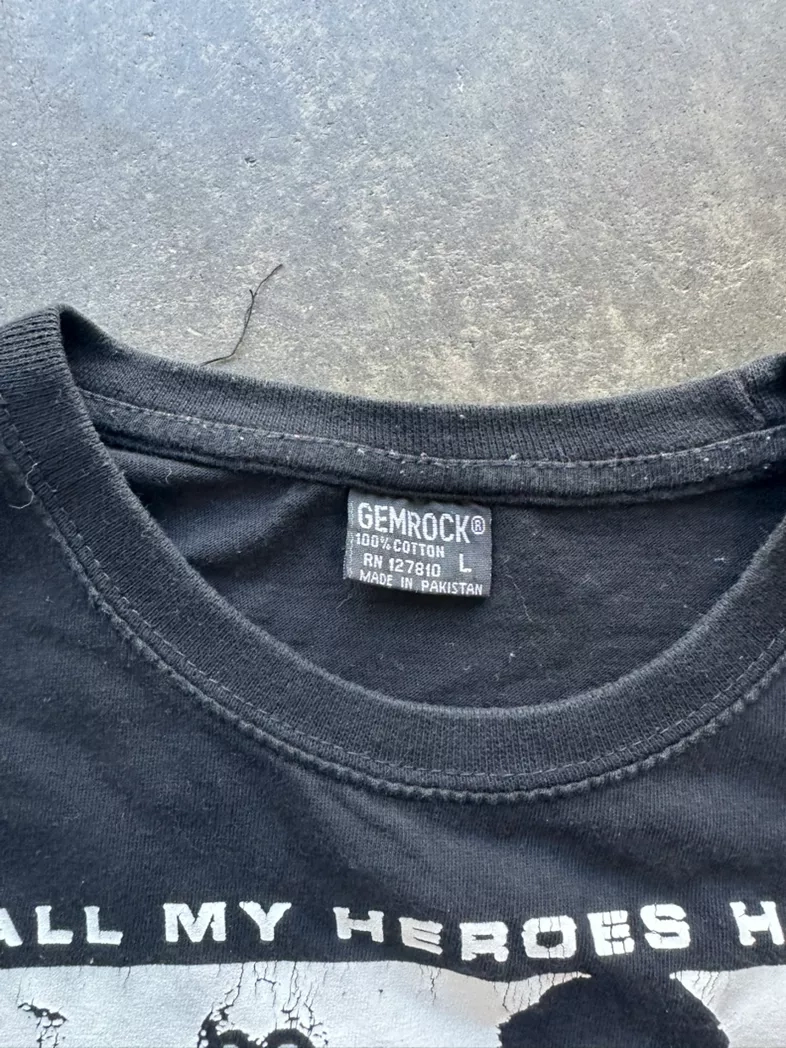 GEMROCK®
100% COTTON
RN 127810 L
MADE IN PAKISTAN
ALL MY HEROES H